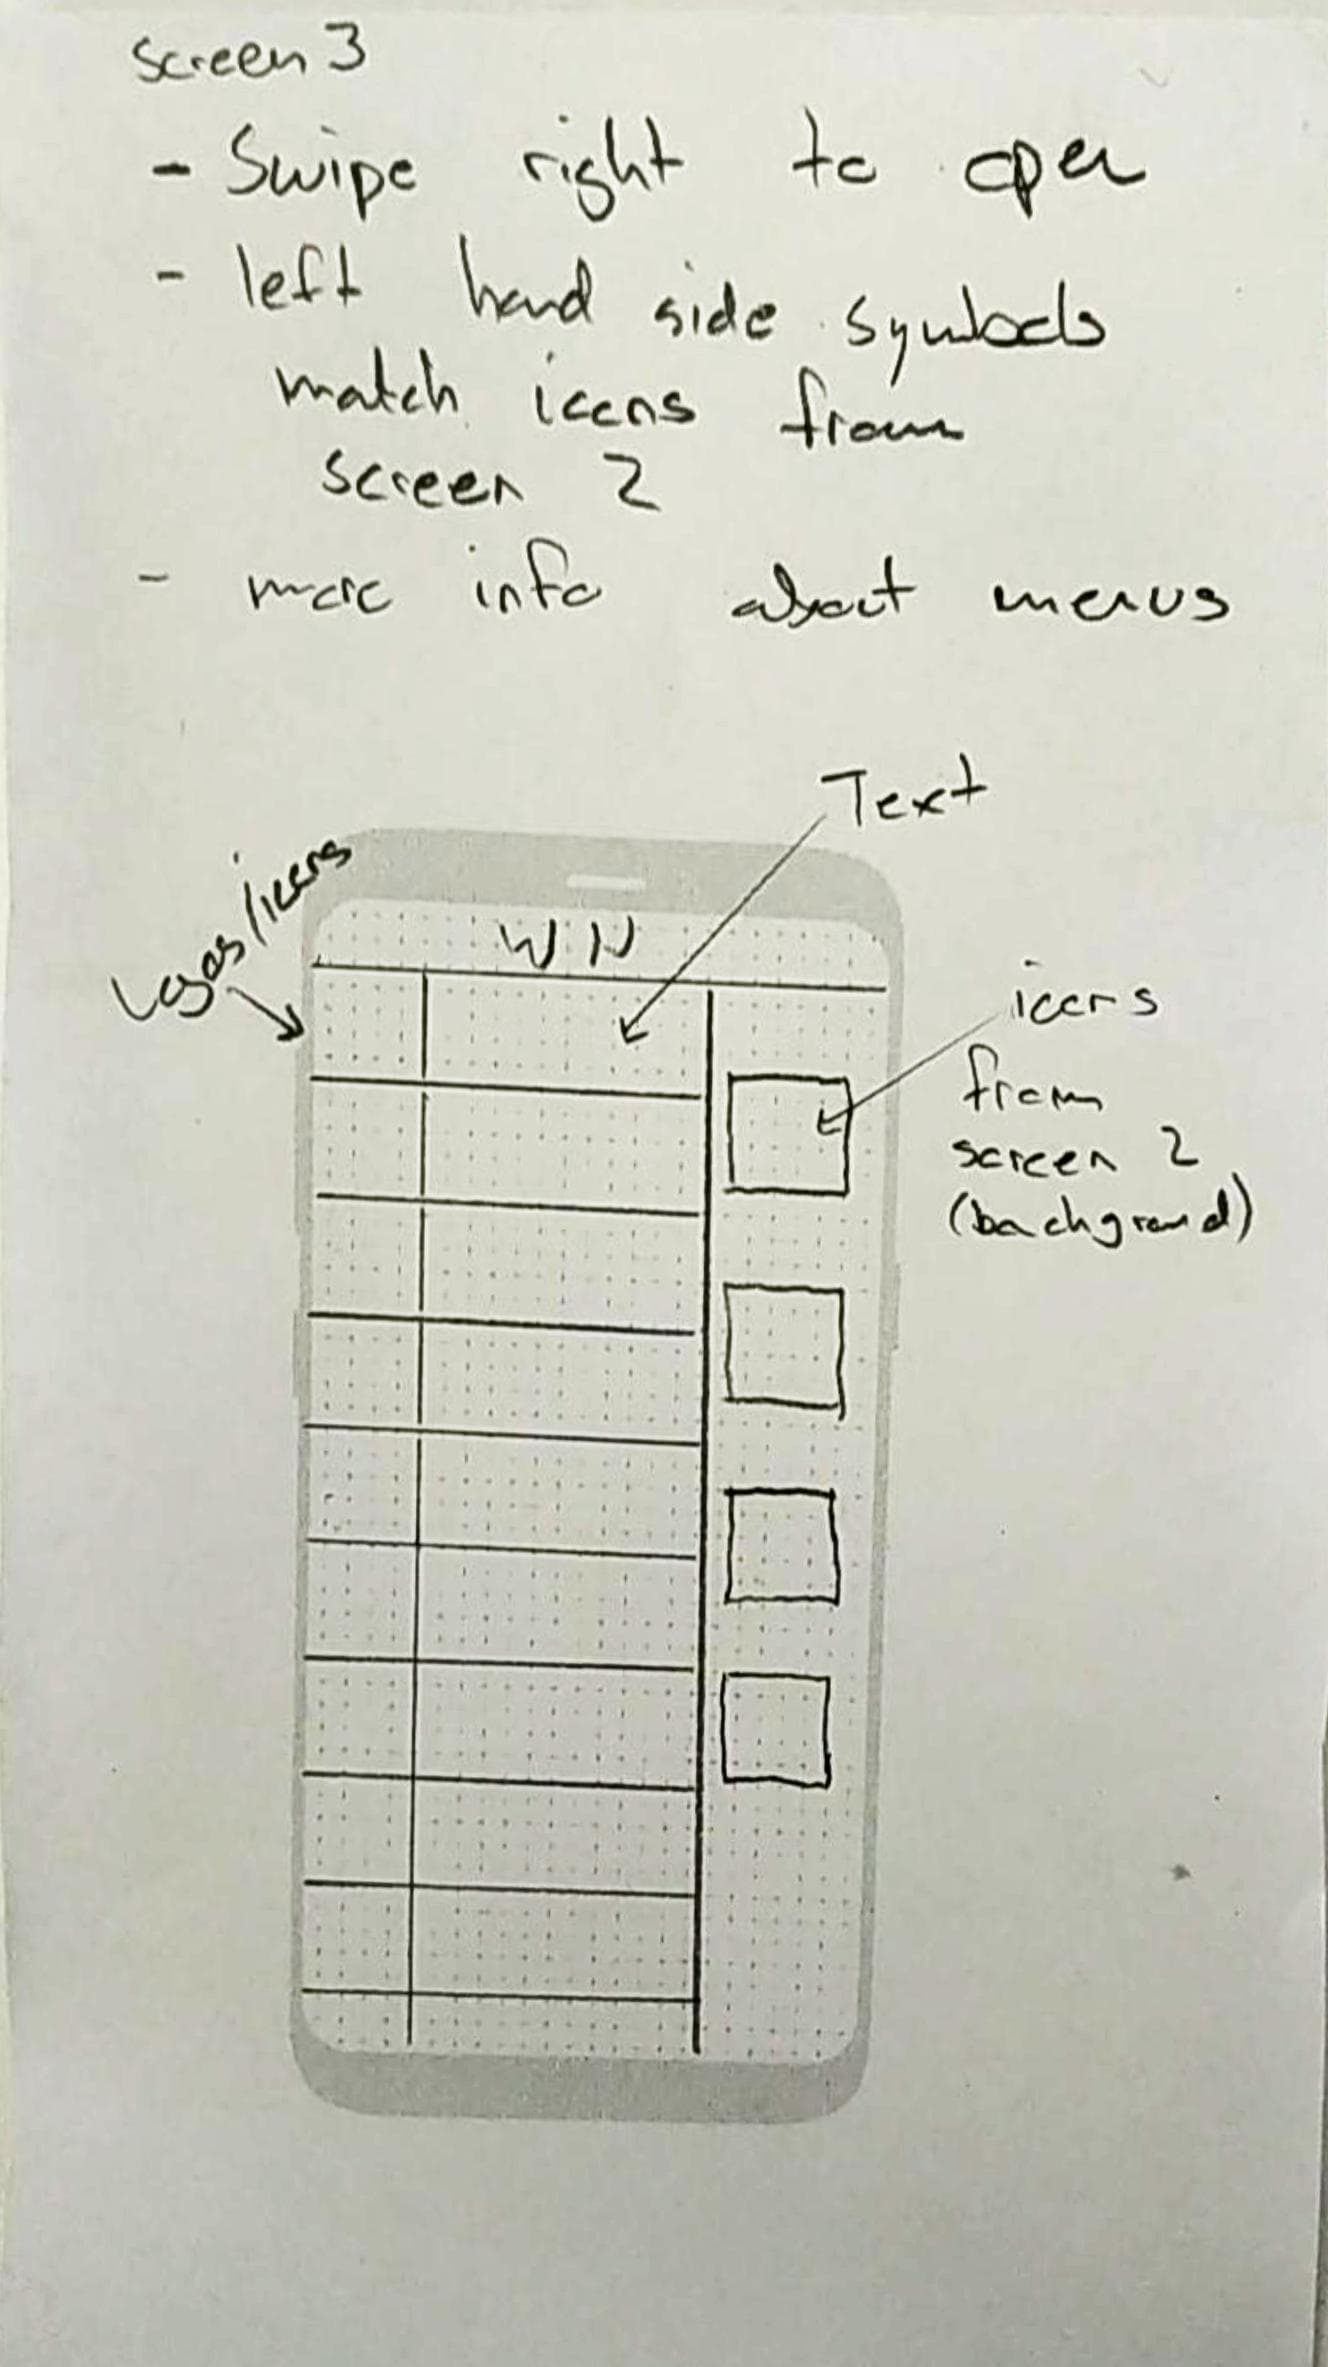 screen 3
- Swipe right to open
- left hand side symbols
match icons from
screen 2
- more info about menus
Text
Logos/icons
WN
icons
from
screen 2
(background)